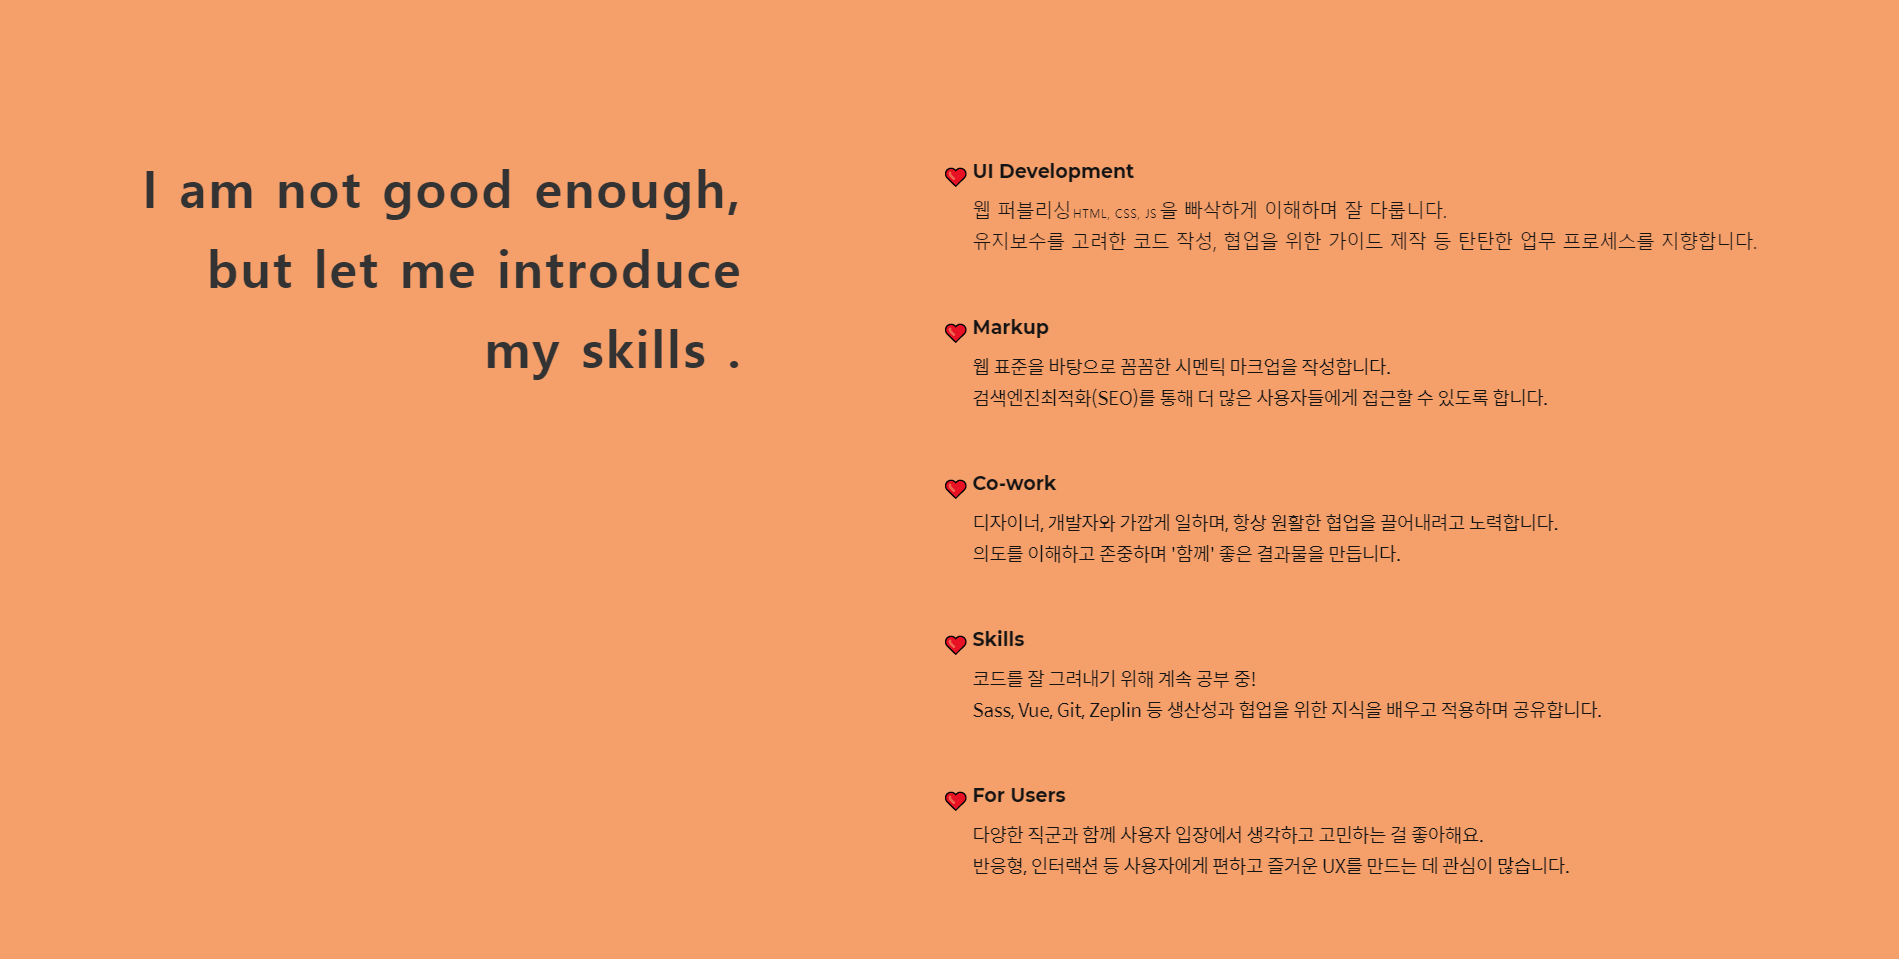 I am not good enough,
but let me introduce
my skills .
UI Development
웹 퍼블리싱HTML, CSS, JS을 빠삭하게 이해하며 잘 다룹니다.
유지보수를 고려한 코드 작성, 협업을 위한 가이드 제작 등 탄탄한 업무 프로세스를 지향합니다.
Markup
웹 표준을 바탕으로 꼼꼼한 시멘틱 마크업을 작성합니다.
검색엔진최적화(SEO)를 통해 더 많은 사용자들에게 접근할 수 있도록 합니다.
Co-work
디자이너, 개발자와 가깝게 일하며, 항상 원활한 협업을 끌어내려고 노력합니다.
의도를 이해하고 존중하며 '함께' 좋은 결과물을 만듭니다.
Skills
코드를 잘 그려내기 위해 계속 공부 중!
Sass, Vue, Git, Zeplin 등 생산성과 협업을 위한 지식을 배우고 적용하며 공유합니다.
For Users
다양한 직군과 함께 사용자 입장에서 생각하고 고민하는 걸 좋아해요.
반응형, 인터랙션 등 사용자에게 편하고 즐거운 UX를 만드는 데 관심이 많습니다.